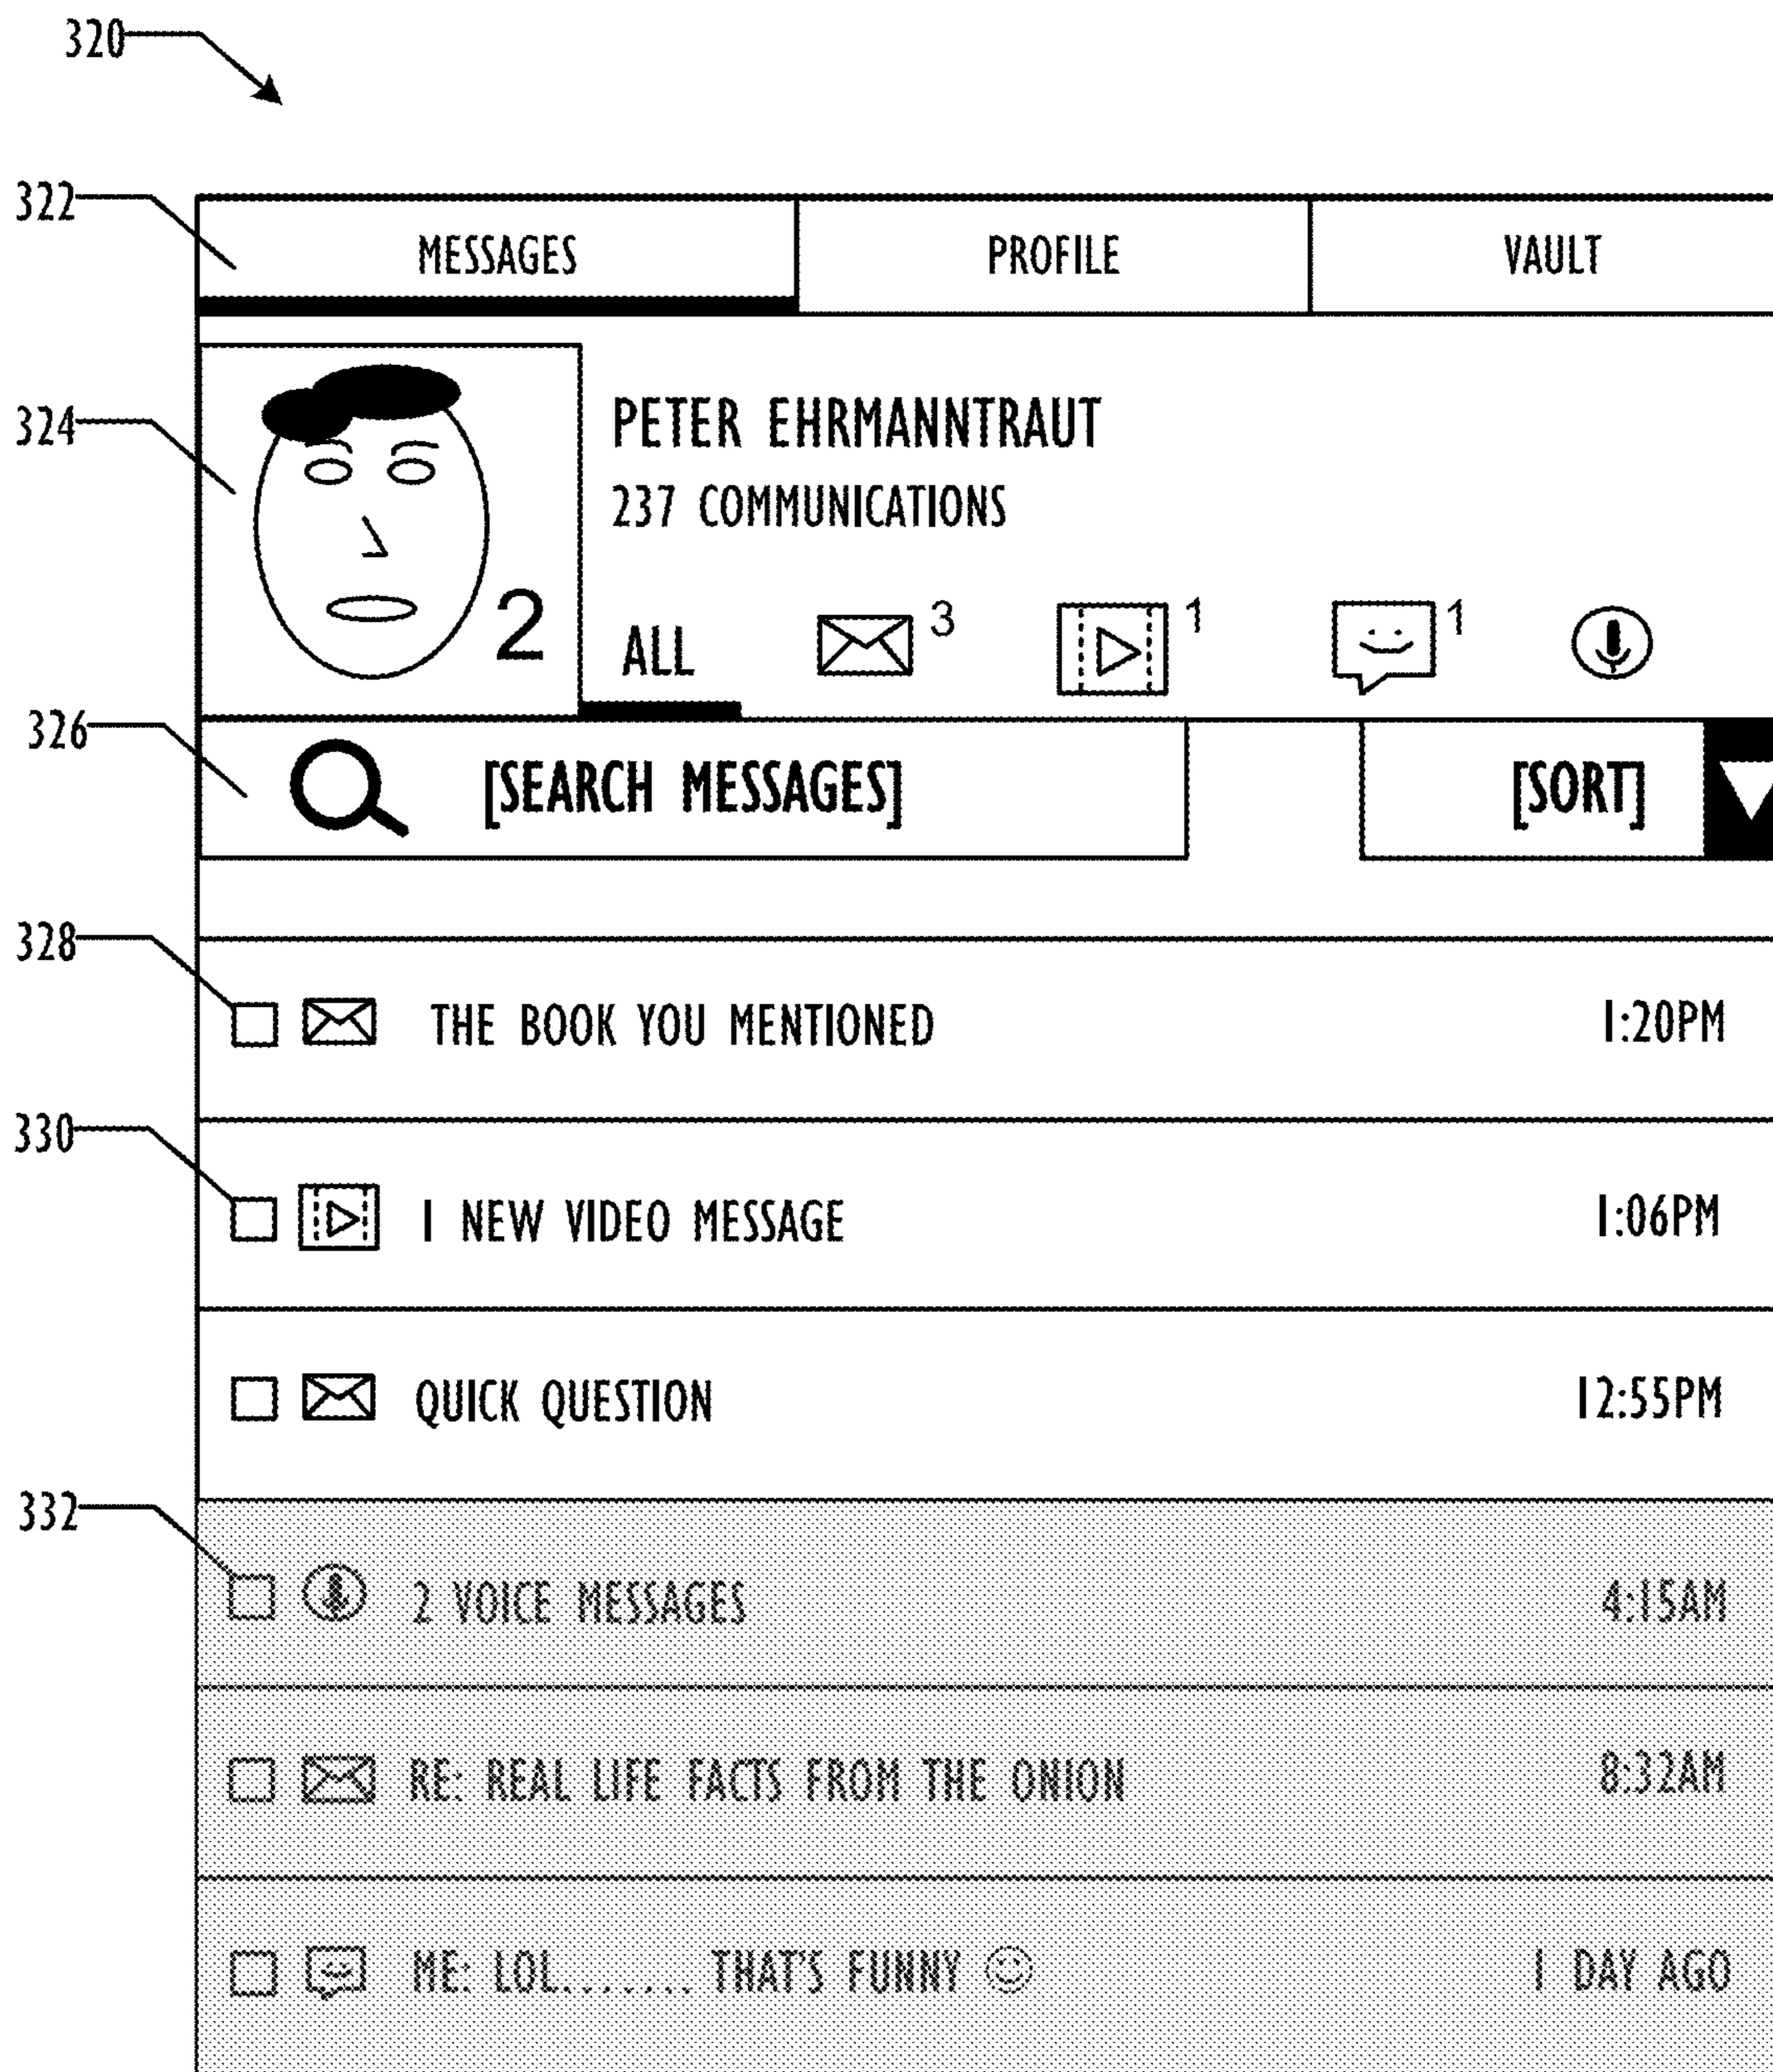 320
322
MESSAGES PROFILE VAULT
324
PETER EHRMANNTRAUT
237 COMMUNICATIONS
2 ALL 3 1 1
326
[SEARCH MESSAGES] [SORT]
328
THE BOOK YOU MENTIONED 1:20PM
330
1 NEW VIDEO MESSAGE 1:06PM
QUICK QUESTION 12:55PM
332
2 VOICE MESSAGES 4:15AM
RE: REAL LIFE FACTS FROM THE ONION 8:32AM
ME: LOL....... THAT'S FUNNY ☺ 1 DAY AGO